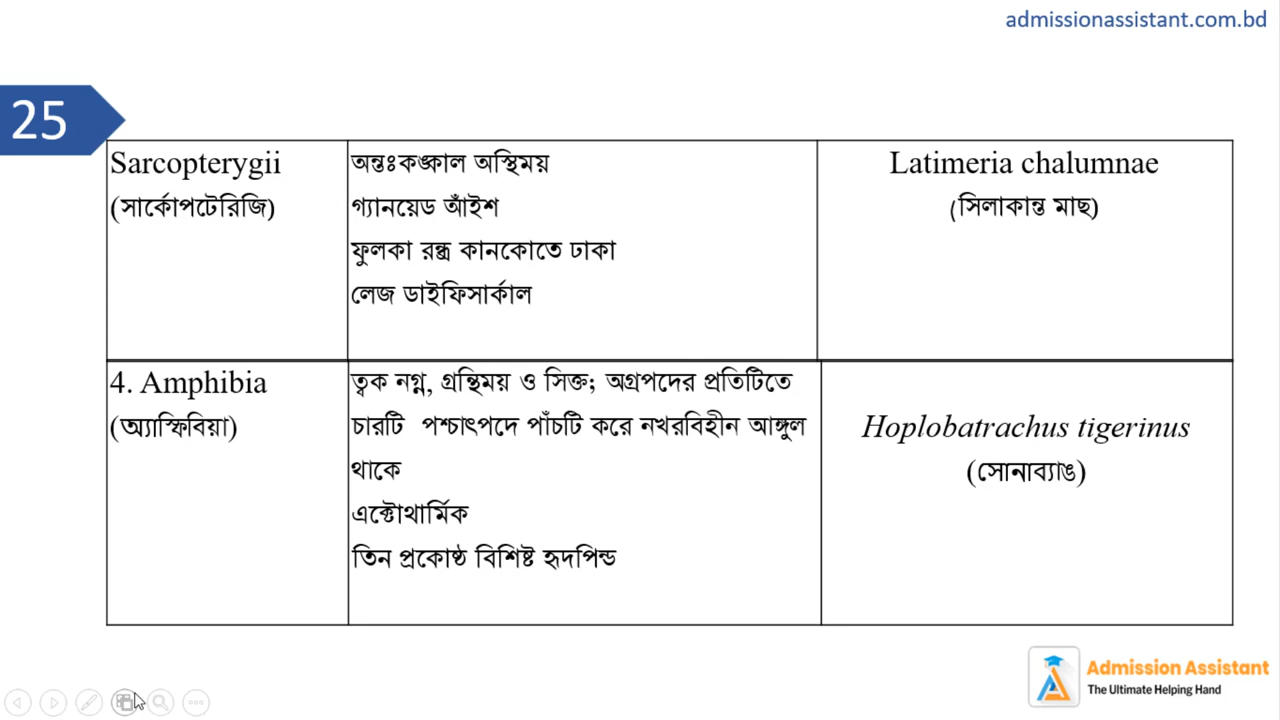 admissionassistant.com.bd
25
Sarcopterygii
(সার্কোপটেরিজি)
অন্তঃকঙ্কাল অস্থিময়
গ্যানয়েড আঁইশ
ফুলকা রন্ধ্র কানকোতে ঢাকা
লেজ ডাইফিসার্কাল
Latimeria chalumnae
(সিলাকান্ত মাছ)
4. Amphibia
(অ্যাম্ফিবিয়া)
ত্বক নগ্ন, গ্রন্থিময় ও সিক্ত; অগ্রপদের প্রতিটিতে
চারটি পশ্চাৎপদে পাঁচটি করে নখরবিহীন আঙ্গুল
থাকে
এক্টোথার্মিক
তিন প্রকোষ্ঠ বিশিষ্ট হৃদপিন্ড
Hoplobatrachus tigerinus
(সোনাব্যাঙ)
Admission Assistant
The Ultimate Helping Hand